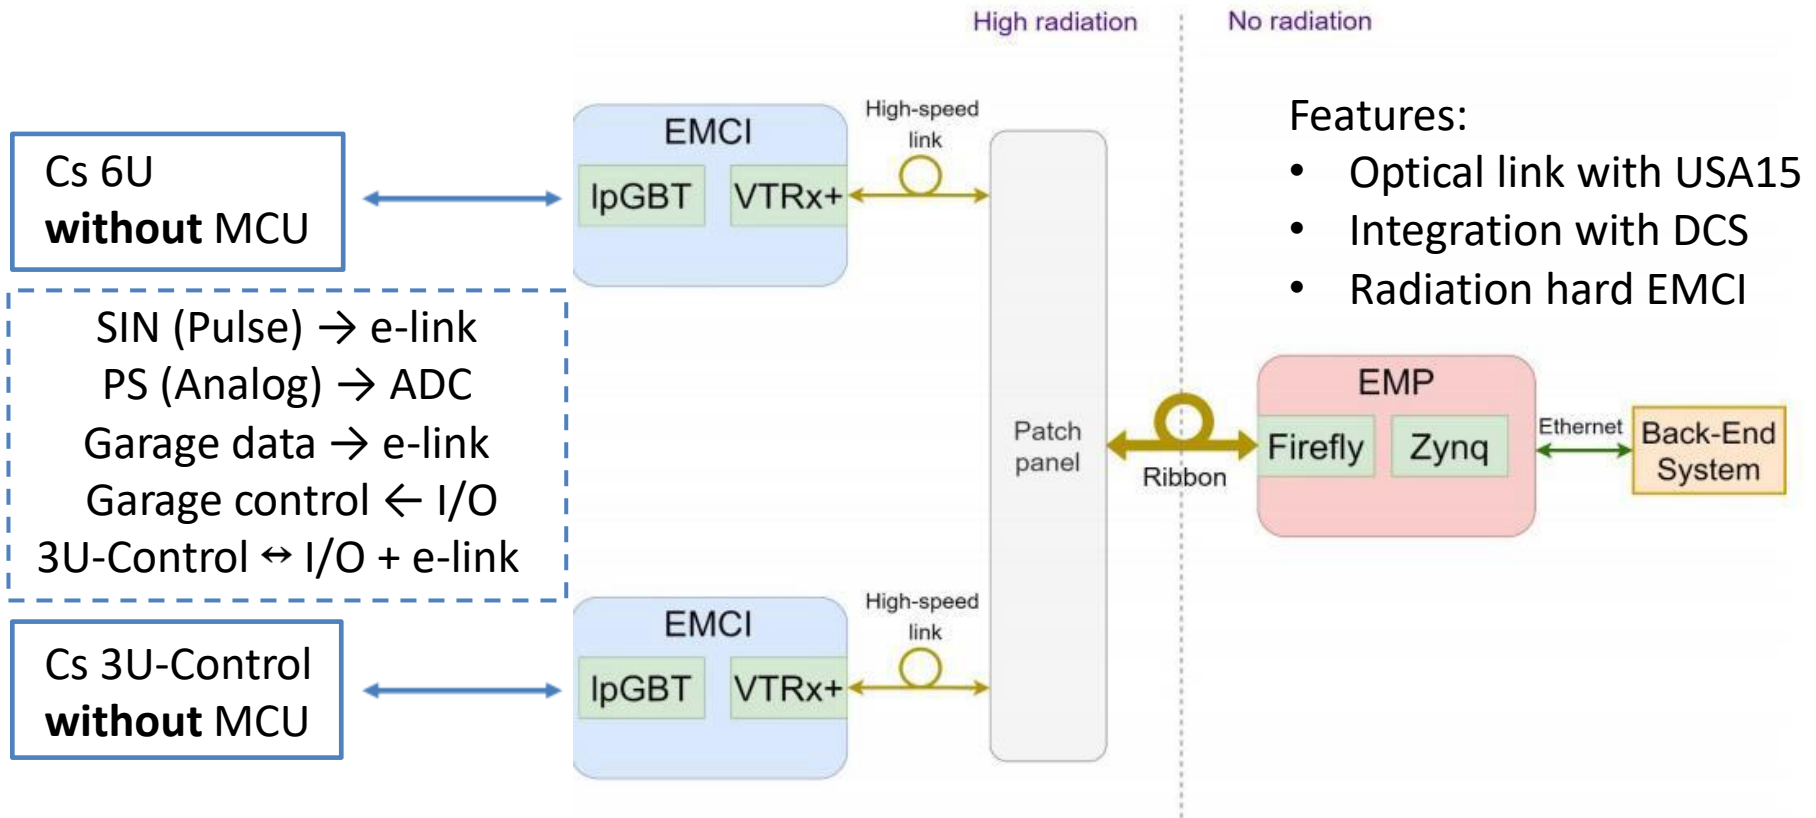 High radiation
No radiation
Cs 6U
without MCU
SIN (Pulse) → e-link
PS (Analog) → ADC
Garage data → e-link
Garage control ← I/O
3U-Control ↔ I/O + e-link
Cs 3U-Control
without MCU
EMCI
lpGBT
VTRx+
High-speed
link
EMCI
lpGBT
VTRx+
High-speed
link
Patch
panel
Ribbon
Features:
• Optical link with USA15
• Integration with DCS
• Radiation hard EMCI
EMP
Firefly
Zynq
Ethernet
Back-End
System